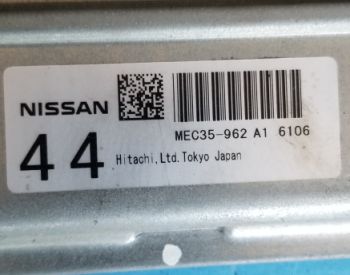 NISSAN
MEC35-962 A1 6106
44
Hitachi,Ltd.Tokyo Japan